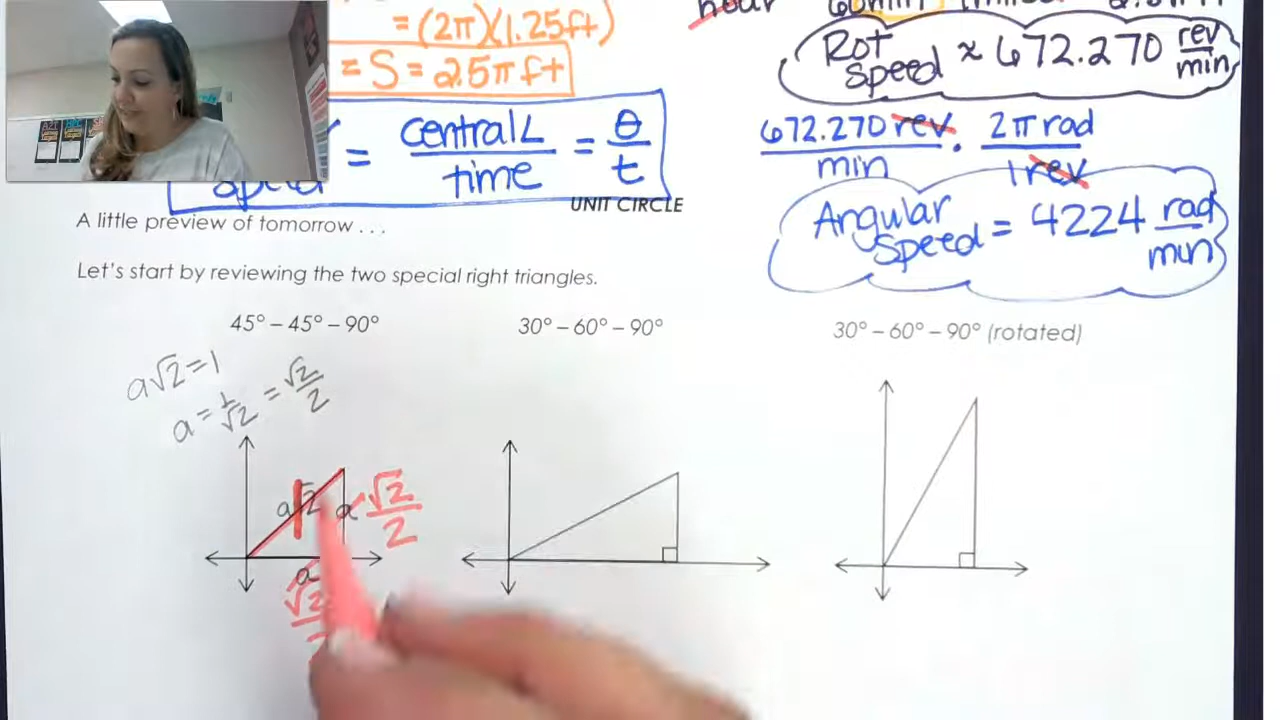 = (2π)(1.25ft)
= S = 2.5π ft
= central∠/time = θ/t
UNIT CIRCLE
Rot Speed ≈ 672.270 rev/min
672.270 rev/min · 2π rad/1 rev
Angular Speed = 4224 rad/min
A little preview of tomorrow . . .
Let's start by reviewing the two special right triangles.
45° – 45° – 90°
30° – 60° – 90°
30° – 60° – 90° (rotated)
a√2 = 1
a = 1/√2 = √2/2
a√2
a √2/2
a